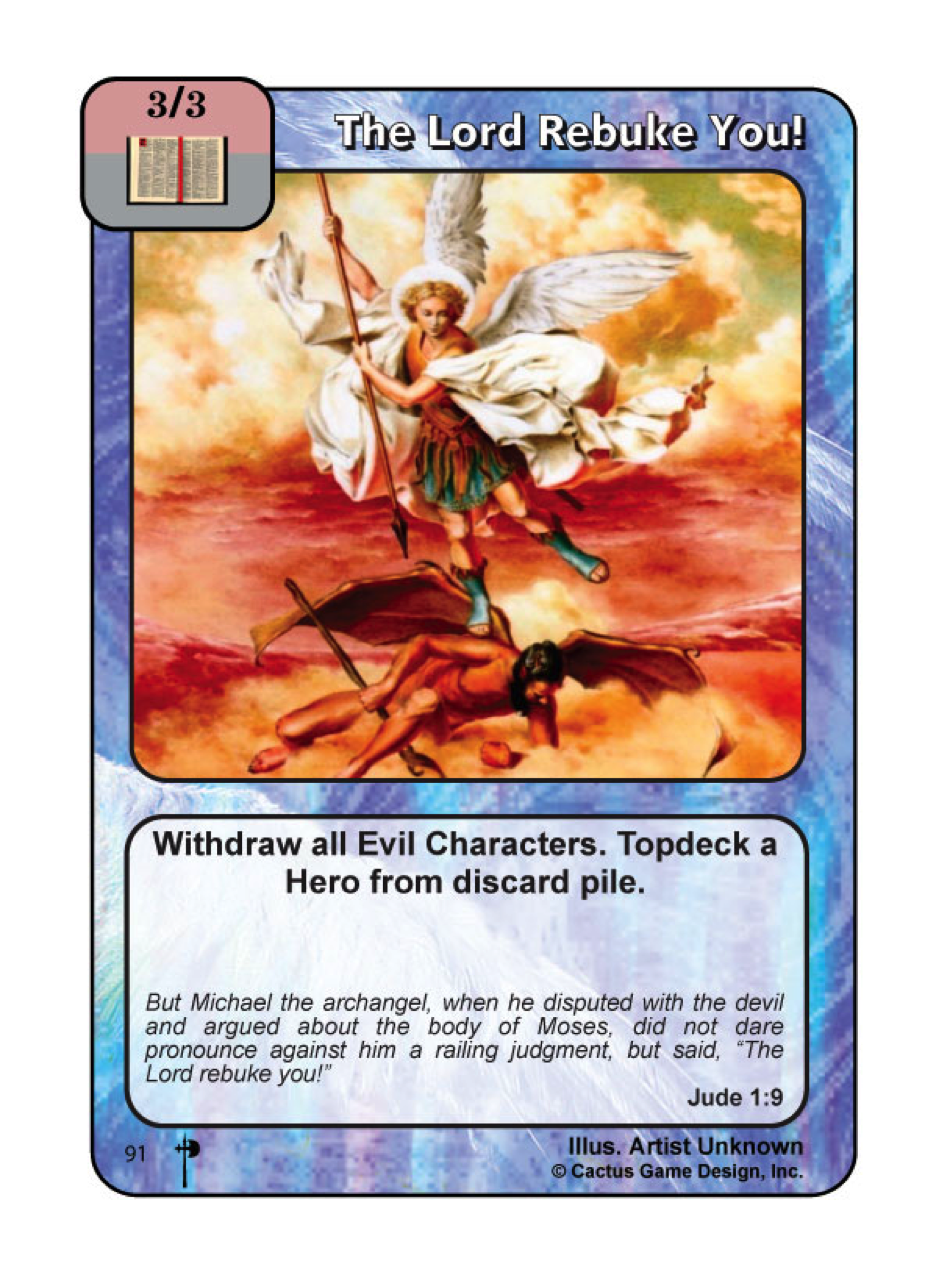 3/3
The Lord Rebuke You!
Withdraw all Evil Characters. Topdeck a
Hero from discard pile.
But Michael the archangel, when he disputed with the devil
and argued about the body of Moses, did not dare
pronounce against him a railing judgment, but said, “The
Lord rebuke you!”
Jude 1:9
91
Illus. Artist Unknown
© Cactus Game Design, Inc.